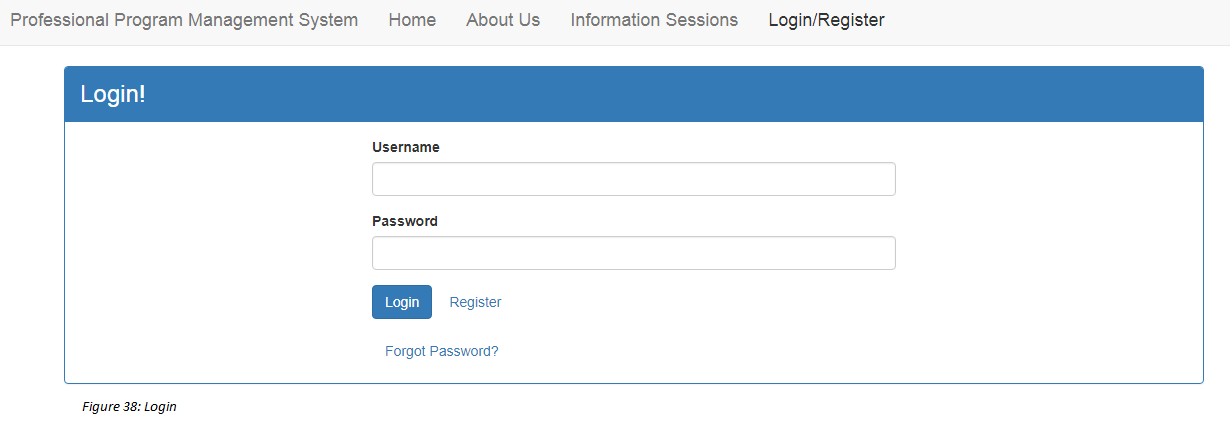 Professional Program Management System Home About Us Information Sessions Login/Register
Login!
Username
Password
Login Register
Forgot Password?
Figure 38: Login